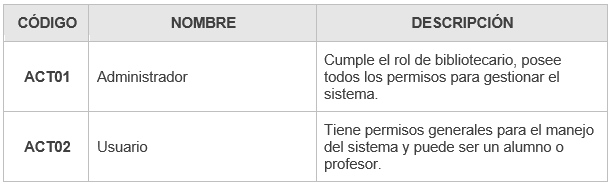 CÓDIGO NOMBRE DESCRIPCIÓN
ACT01 Administrador Cumple el rol de bibliotecario, posee
todos los permisos para gestionar el
sistema.
ACT02 Usuario Tiene permisos generales para el manejo
del sistema y puede ser un alumno o
profesor.